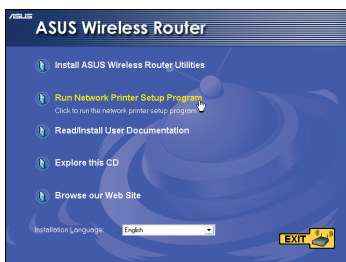 ASUS
ASUS Wireless Router
Install ASUS Wireless Router Utilities
Run Network Printer Setup Program
Click to run the network printer setup program.
Read/Install User Documentation
Explore this CD
Browse our Web Site
Installation Language: English
EXIT